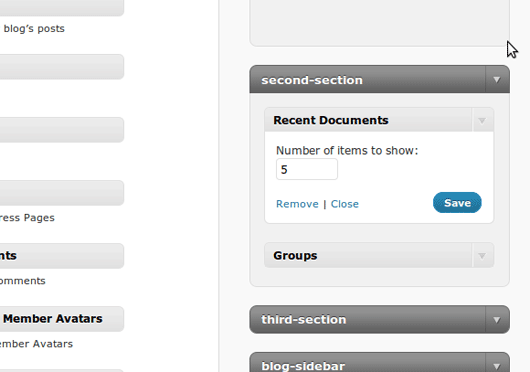 blog's posts
ress Pages
nts
omments
Member Avatars
ember Avatars
second-section
Recent Documents
Number of items to show:
5
Remove | Close
Save
Groups
third-section
blog-sidebar